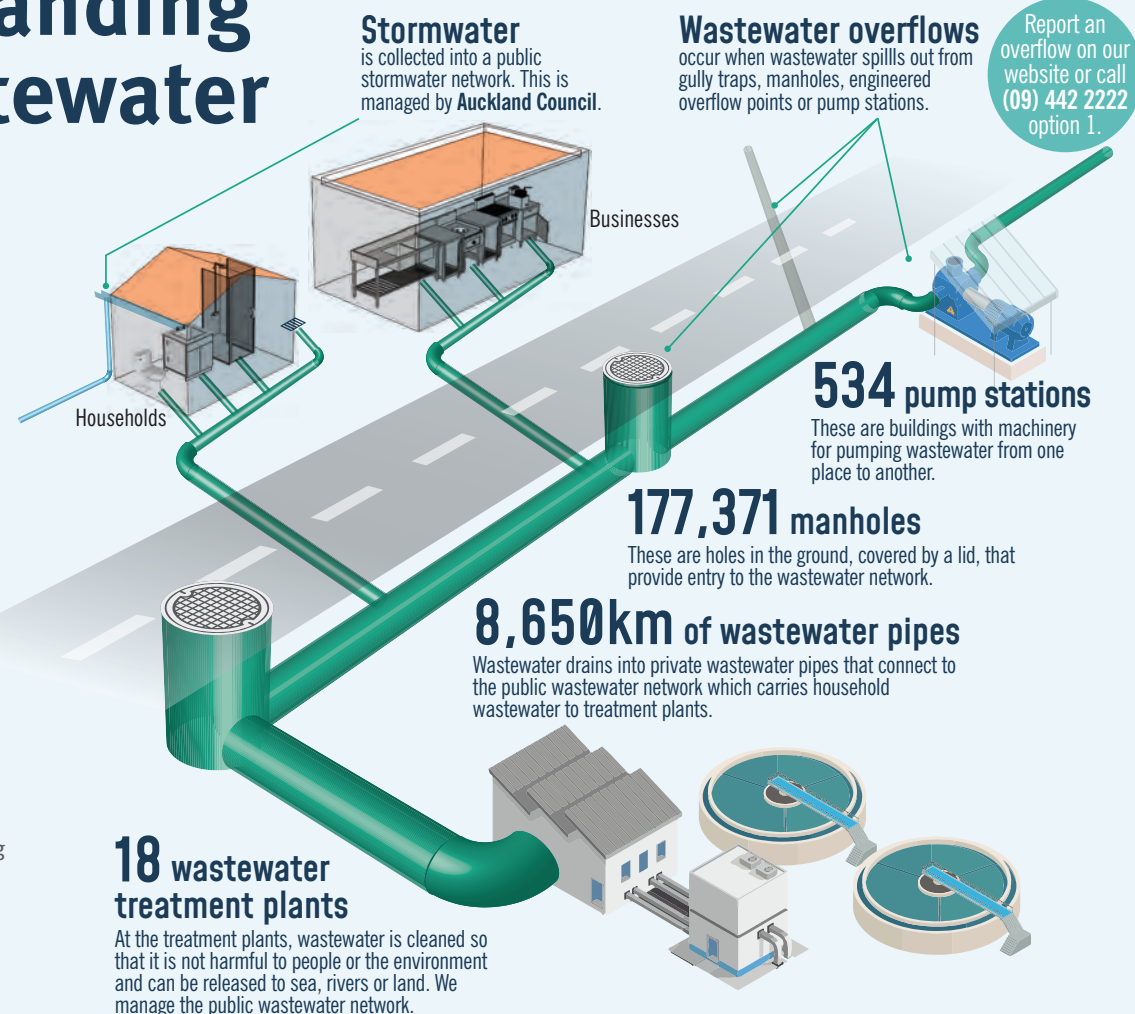 anding
tewater
Stormwater
is collected into a public
stormwater network. This is
managed by Auckland Council.
Wastewater overflows
occur when wastewater spillls out from
gully traps, manholes, engineered
overflow points or pump stations.
Report an
overflow on our
website or call
(09) 442 2222
option 1.
Businesses
Households
534 pump stations
These are buildings with machinery
for pumping wastewater from one
place to another.
177,371 manholes
These are holes in the ground, covered by a lid, that
provide entry to the wastewater network.
8,650km of wastewater pipes
Wastewater drains into private wastewater pipes that connect to
the public wastewater network which carries household
wastewater to treatment plants.
g
18 wastewater
treatment plants
At the treatment plants, wastewater is cleaned so
that it is not harmful to people or the environment
and can be released to sea, rivers or land. We
manage the public wastewater network.